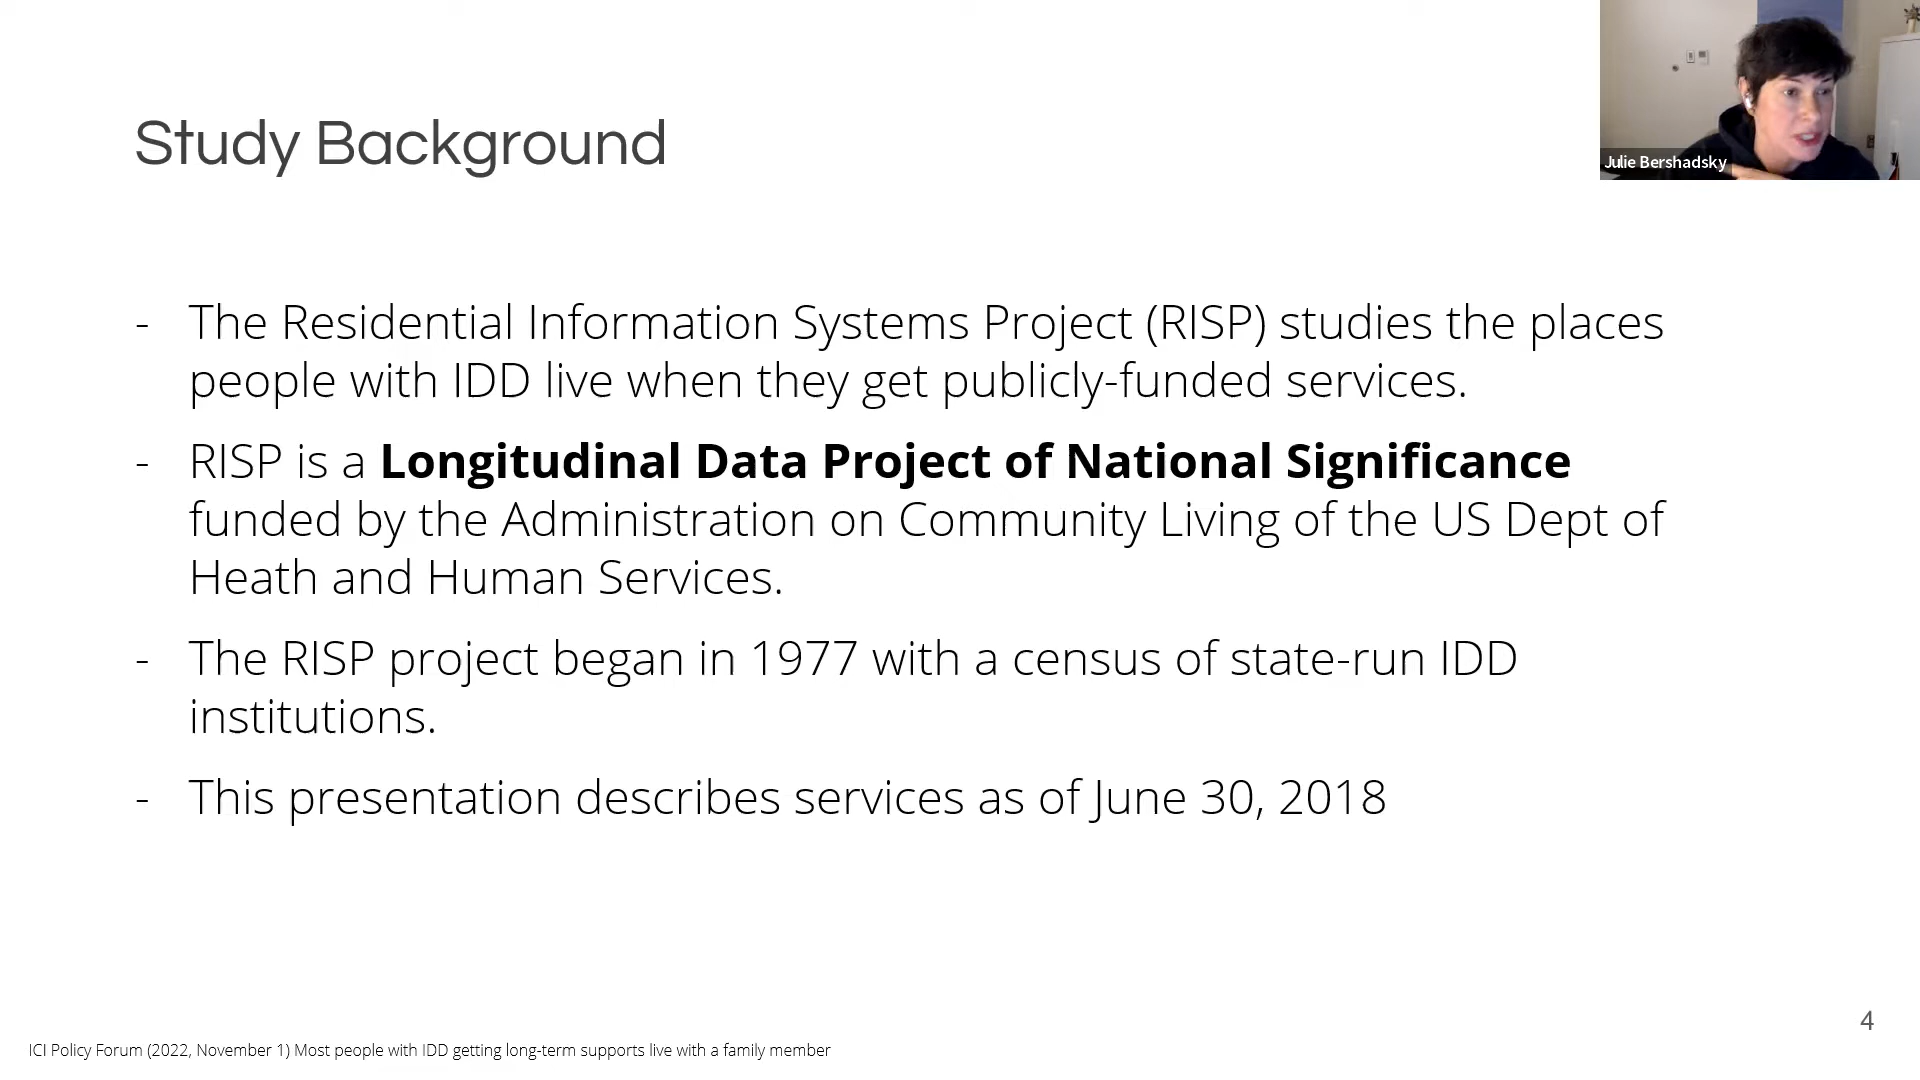 Study Background
Julie Bershadsky
- The Residential Information Systems Project (RISP) studies the places
people with IDD live when they get publicly-funded services.
- RISP is a Longitudinal Data Project of National Significance
funded by the Administration on Community Living of the US Dept of
Heath and Human Services.
- The RISP project began in 1977 with a census of state-run IDD
institutions.
- This presentation describes services as of June 30, 2018
4
ICI Policy Forum (2022, November 1) Most people with IDD getting long-term supports live with a family member